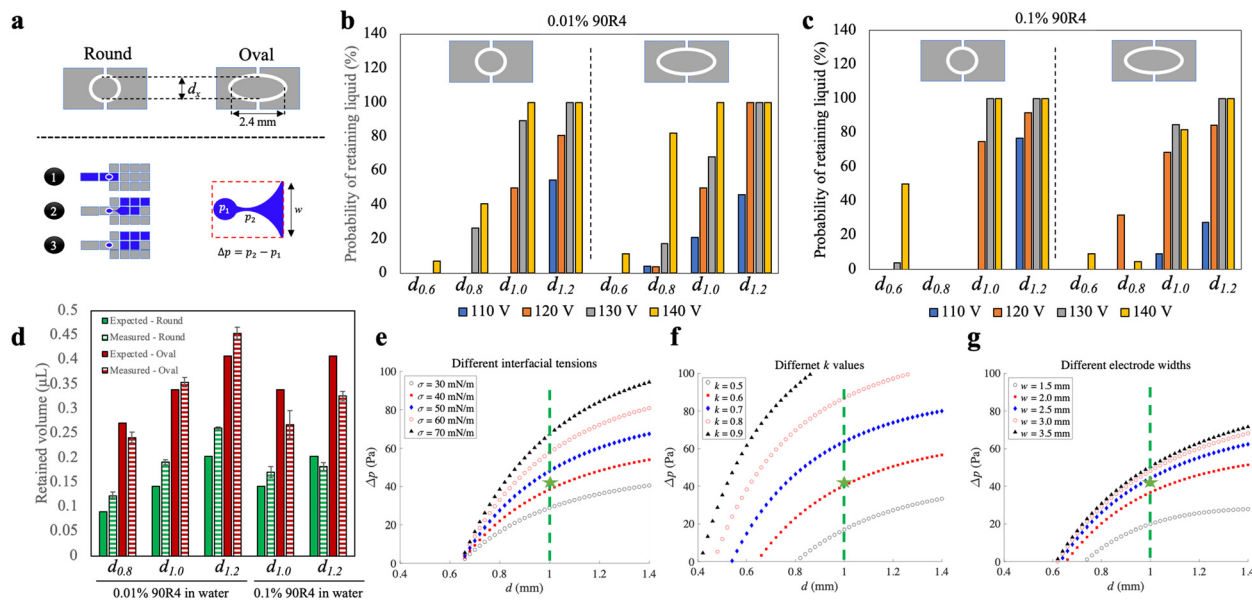 a
Round
Oval
dₓ
2.4 mm
1
2
3
p₁
p₂
w
Δp = p₂ − p₁
b
0.01% 90R4
Probability of retaining liquid (%)
140
120
100
80
60
40
20
0
d0.6
d0.8
d1.0
d1.2
d0.6
d0.8
d1.0
d1.2
110 V
120 V
130 V
140 V
c
0.1% 90R4
Probability of retaining liquid (%)
140
120
100
80
60
40
20
0
d0.6
d0.8
d1.0
d1.2
d0.6
d0.8
d1.0
d1.2
110 V
120 V
130 V
140 V
d
Retained volume (μL)
0.5
0.45
0.4
0.35
0.3
0.25
0.2
0.15
0.1
0.05
0
Expected - Round
Measured - Round
Expected - Oval
Measured - Oval
d0.8
d1.0
d1.2
d1.0
d1.2
0.01% 90R4 in water
0.1% 90R4 in water
e
Different interfacial tensions
σ = 30 mN/m
σ = 40 mN/m
σ = 50 mN/m
σ = 60 mN/m
σ = 70 mN/m
Δp (Pa)
100
80
60
40
20
0
0.4
0.6
0.8
1
1.2
1.4
d (mm)
f
Differnet k values
k = 0.5
k = 0.6
k = 0.7
k = 0.8
k = 0.9
Δp (Pa)
100
80
60
40
20
0
0.4
0.6
0.8
1
1.2
1.4
d (mm)
g
Different electrode widths
w = 1.5 mm
w = 2.0 mm
w = 2.5 mm
w = 3.0 mm
w = 3.5 mm
Δp (Pa)
100
80
60
40
20
0
0.4
0.6
0.8
1
1.2
1.4
d (mm)